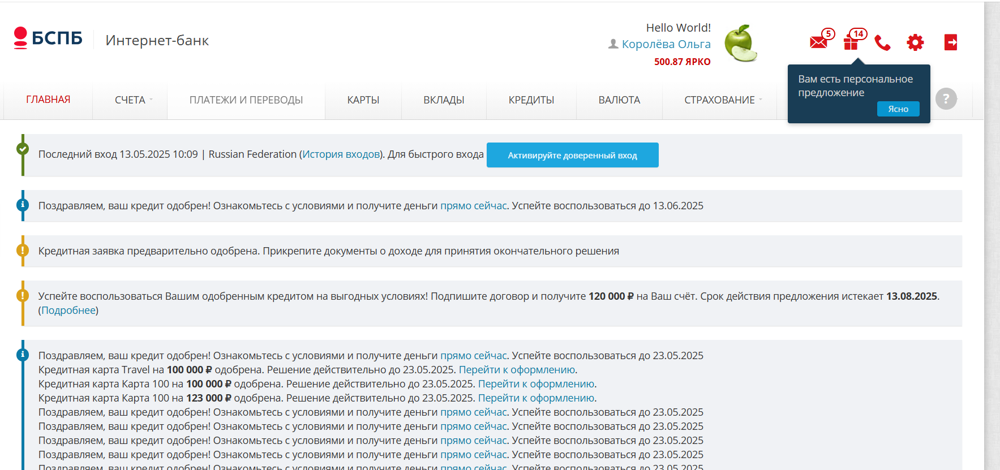 БСПБ
Интернет-банк
Hello World!
Королёва Ольга
500.87 ЯРКО
5
14
Вам есть персональное
предложение
Ясно
ГЛАВНАЯ
СЧЕТА
ПЛАТЕЖИ И ПЕРЕВОДЫ
КАРТЫ
ВКЛАДЫ
КРЕДИТЫ
ВАЛЮТА
СТРАХОВАНИЕ
?
Последний вход 13.05.2025 10:09 | Russian Federation (История входов). Для быстрого входа Активируйте доверенный вход
Поздравляем, ваш кредит одобрен! Ознакомьтесь с условиями и получите деньги прямо сейчас. Успейте воспользоваться до 13.06.2025
Кредитная заявка предварительно одобрена. Прикрепите документы о доходе для принятия окончательного решения
Успейте воспользоваться Вашим одобренным кредитом на выгодных условиях! Подпишите договор и получите 120 000 ₽ на Ваш счёт. Срок действия предложения истекает 13.08.2025.
(Подробнее)
Поздравляем, ваш кредит одобрен! Ознакомьтесь с условиями и получите деньги прямо сейчас. Успейте воспользоваться до 23.05.2025
Кредитная карта Travel на 100 000 ₽ одобрена. Решение действительно до 23.05.2025. Перейти к оформлению.
Кредитная карта Карта 100 на 100 000 ₽ одобрена. Решение действительно до 23.05.2025. Перейти к оформлению.
Кредитная карта Карта 100 на 123 000 ₽ одобрена. Решение действительно до 23.05.2025. Перейти к оформлению.
Поздравляем, ваш кредит одобрен! Ознакомьтесь с условиями и получите деньги прямо сейчас. Успейте воспользоваться до 23.05.2025
Поздравляем, ваш кредит одобрен! Ознакомьтесь с условиями и получите деньги прямо сейчас. Успейте воспользоваться до 23.05.2025
Поздравляем, ваш кредит одобрен! Ознакомьтесь с условиями и получите деньги прямо сейчас. Успейте воспользоваться до 23.05.2025
Поздравляем, ваш кредит одобрен! Ознакомьтесь с условиями и получите деньги прямо сейчас. Успейте воспользоваться до 23.05.2025
Поздравляем, ваш кредит одобрен! Ознакомьтесь с условиями и получите деньги прямо сейчас. Успейте воспользоваться до 23.05.2025